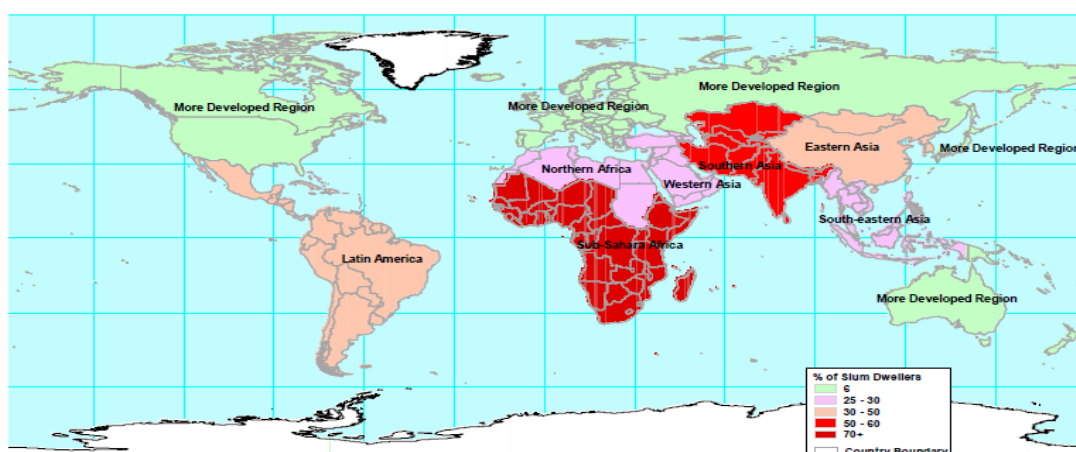 More Developed Region
More Developed Region
More Developed Region
Eastern Asia
More Developed Region
Southern Asia
Northern Africa
Western Asia
South-eastern Asia
Sub-Sahara Africa
Latin America
More Developed Region
% of Slum Dwellers
6
25 - 30
30 - 50
50 - 60
70+
Country Boundary